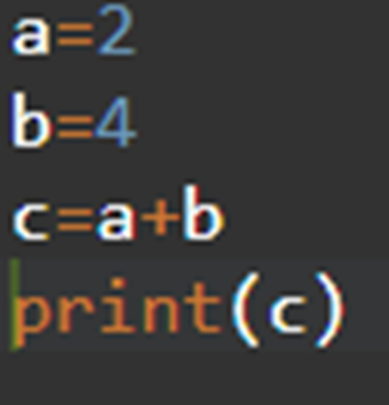 a=2
b=4
c=a+b
print(c)